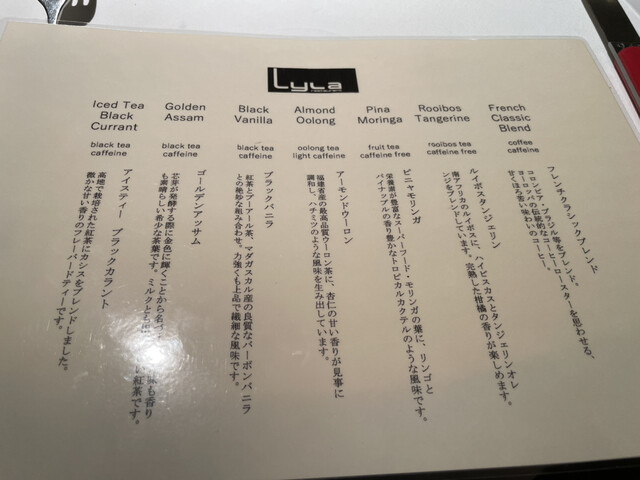 Lyla
Iced Tea
Black
Currant
black tea
caffeine
アイスティー ブラックカラント
高地で栽培された紅茶にカシスをブレンドしました。
微かな甘い香りのフレーバードティーです。
Golden
Assam
black tea
caffeine
ゴールデンアッサム
芯芽が発酵する際に金色に輝くことから名づ
も素晴らしい希少な茶葉です。ミルクとも
味も香り
い紅茶です。
Black
Vanilla
black tea
caffeine
ブラックバニラ
紅茶とプーアール茶、マダガスカル産の良質なバーボンバニラ
との絶妙な組み合わせ。力強くも上品で繊細な風味です。
Almond
Oolong
oolong tea
light caffeine
アーモンドウーロン
福建省産の最高品質ウーロン茶に、杏仁の甘い香りが見事に
調和し、ハチミツのような風味を生み出しています。
Pina
Moringa
fruit tea
caffeine free
ピニャモリンガ
栄養源が豊富なスーパーフード・モリンガの葉に、リンゴと
パイナップルの香り豊かなトロピカルカクテルのような風味です。
Rooibos
Tangerine
rooibos tea
caffeine free
ルイボスタンジェリン
南アフリカのルイボスに、ハイビスカスとタンジェリンオレ
ンジをブレンドしています。完熟した柑橘の香りが楽しめます。
French
Classic
Blend
coffee
caffeine
フレンチクラシックブレンド
コロンビア・ブラジル等をブレンド。
ヨーロッパの伝統的なコーヒーロースターを思わせる、
甘くほろ苦い味わいのコーヒー。